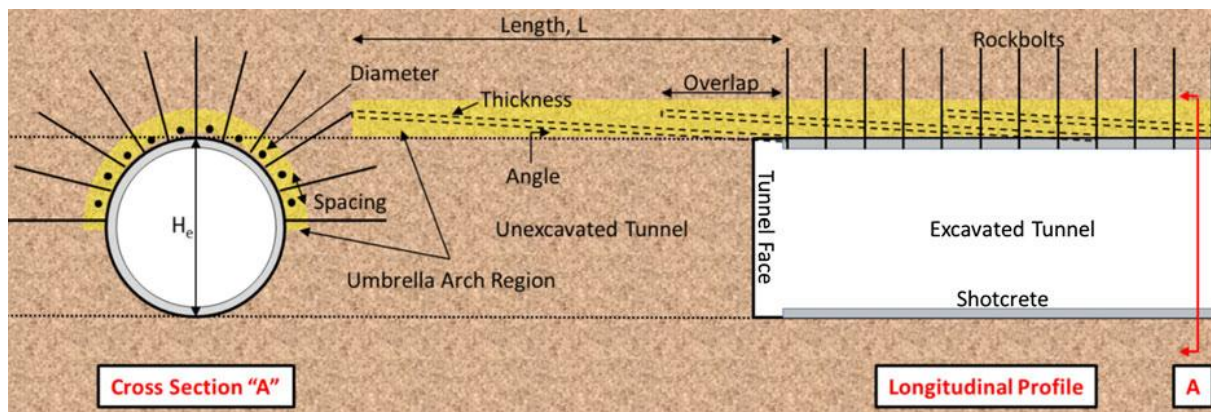 Length, L
Rockbolts
Diameter
Overlap
Thickness
Angle
Spacing
H_e
Unexcavated Tunnel
Tunnel Face
Excavated Tunnel
Umbrella Arch Region
Shotcrete
Cross Section "A"
Longitudinal Profile
A